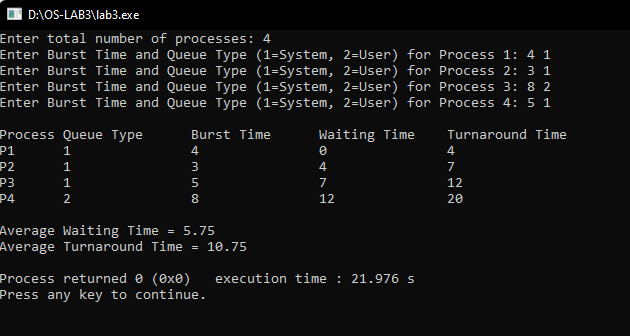 D:\OS-LAB3\lab3.exe
Enter total number of processes: 4
Enter Burst Time and Queue Type (1=System, 2=User) for Process 1: 4 1
Enter Burst Time and Queue Type (1=System, 2=User) for Process 2: 3 1
Enter Burst Time and Queue Type (1=System, 2=User) for Process 3: 8 2
Enter Burst Time and Queue Type (1=System, 2=User) for Process 4: 5 1
Process Queue Type Burst Time Waiting Time Turnaround Time
P1 1 4 0 4
P2 1 3 4 7
P3 1 5 7 12
P4 2 8 12 20
Average Waiting Time = 5.75
Average Turnaround Time = 10.75
Process returned 0 (0x0) execution time : 21.976 s
Press any key to continue.